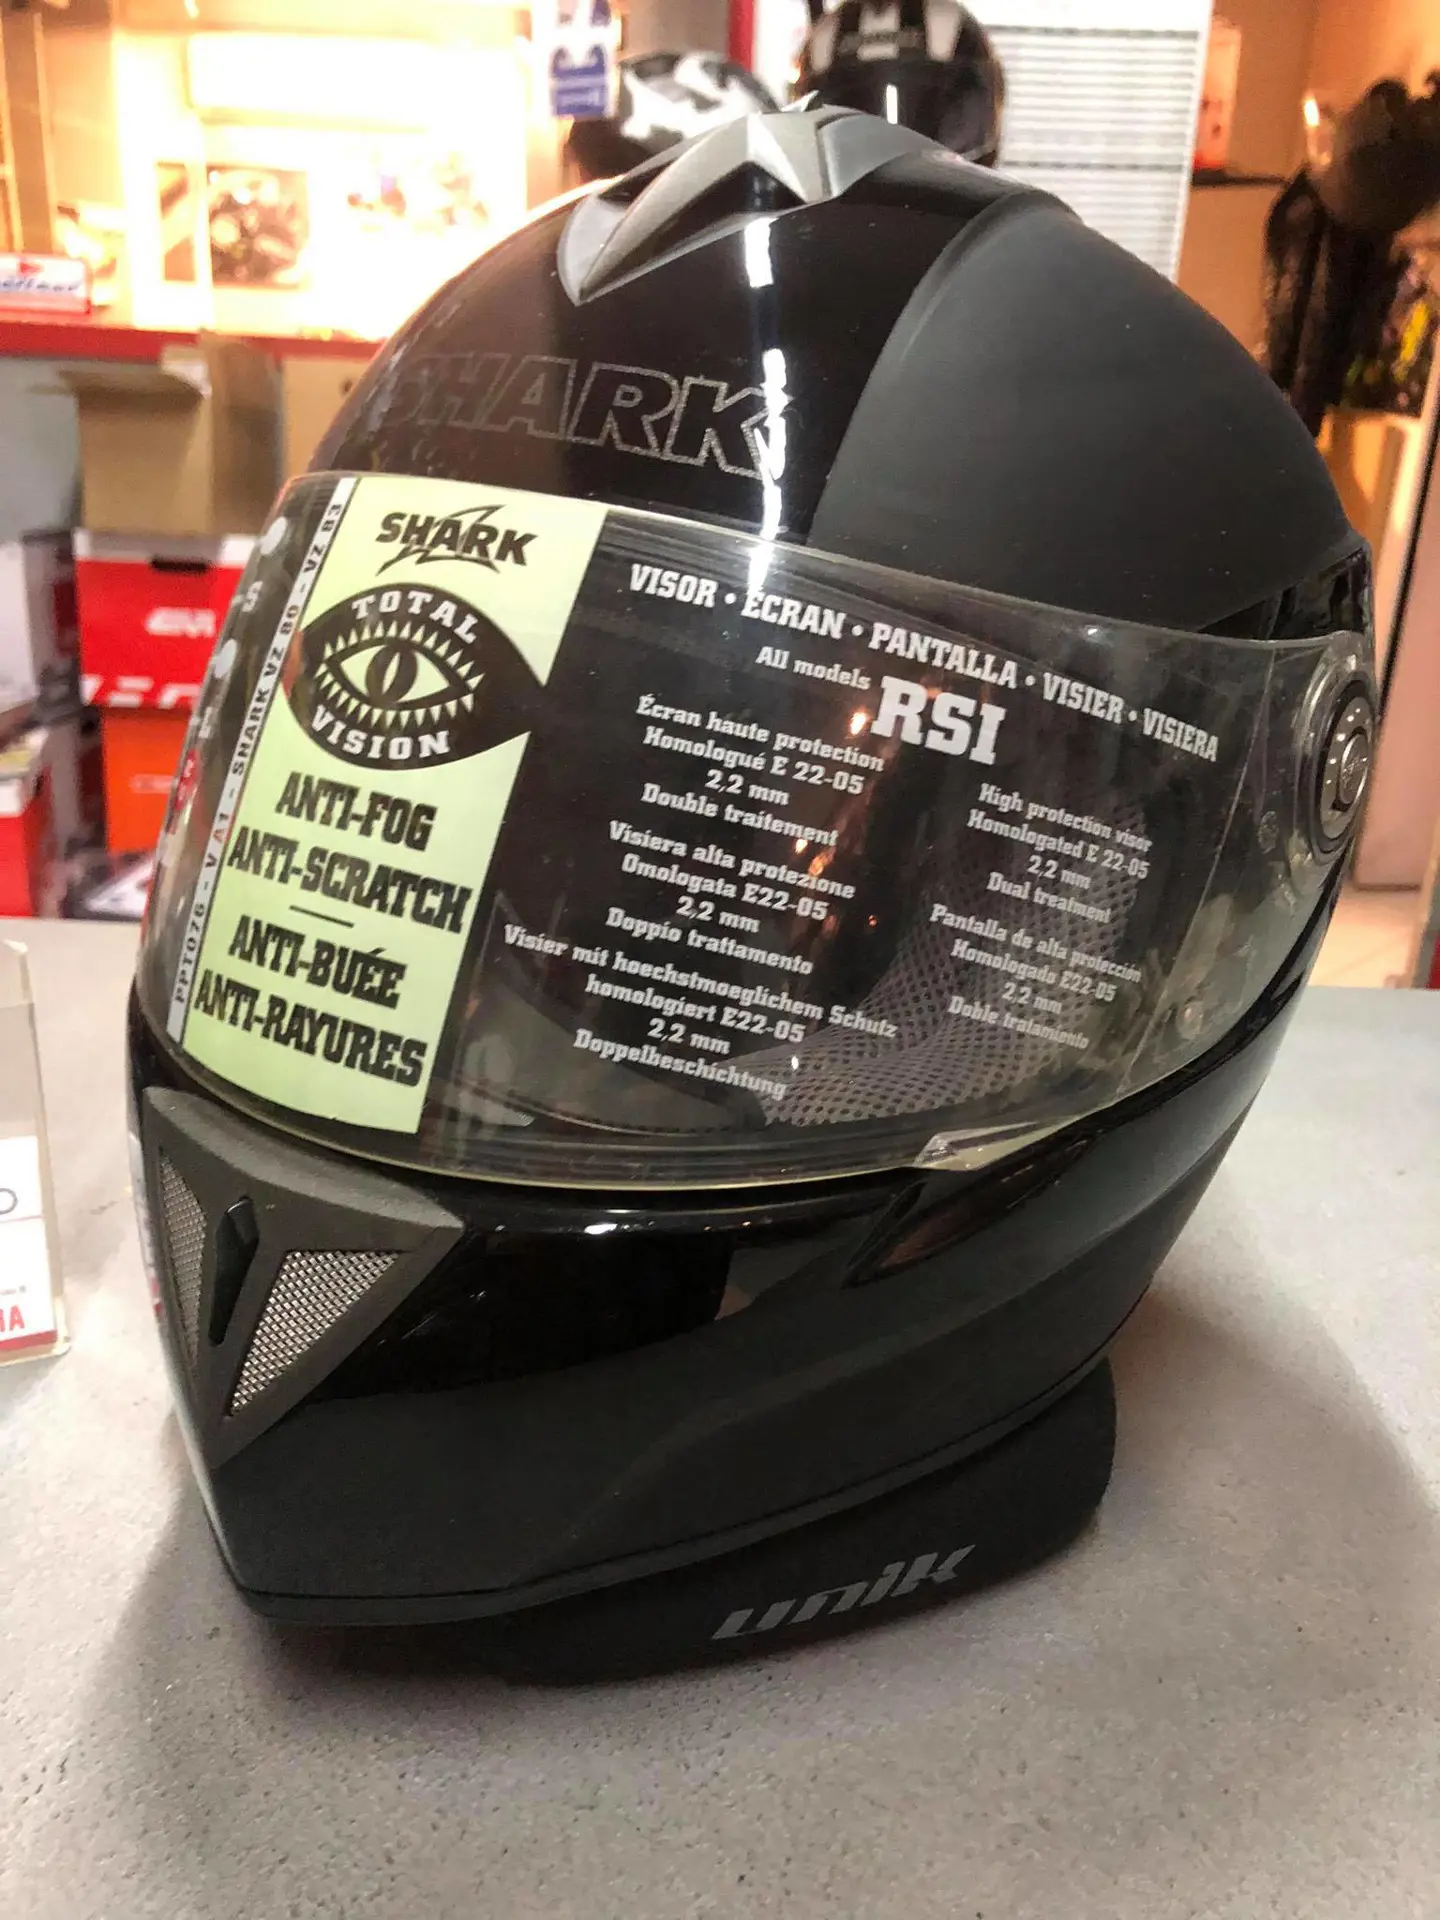 SHARK
SHARK
TOTAL
VISION
ANTI-FOG
ANTI-SCRATCH
ANTI-BUÉE
ANTI-RAYURES
PPT076 - V A1 - SHARK VZ 80 - VZ 83
VISOR • ÉCRAN • PANTALLA • VISIER • VISIERA
All models RSI
Écran haute protection
Homologué E 22-05
2,2 mm
Double traitement
Visiera alta protezione
Omologata E22-05
2,2 mm
Doppio trattamento
Visier mit hoechstmoeglichem Schutz
homologiert E22-05
2,2 mm
Doppelbeschichtung
High protection visor
Homologated E 22-05
2,2 mm
Dual treatment
Pantalla de alta protección
Homologado E22-05
2,2 mm
Doble tratamiento
unik